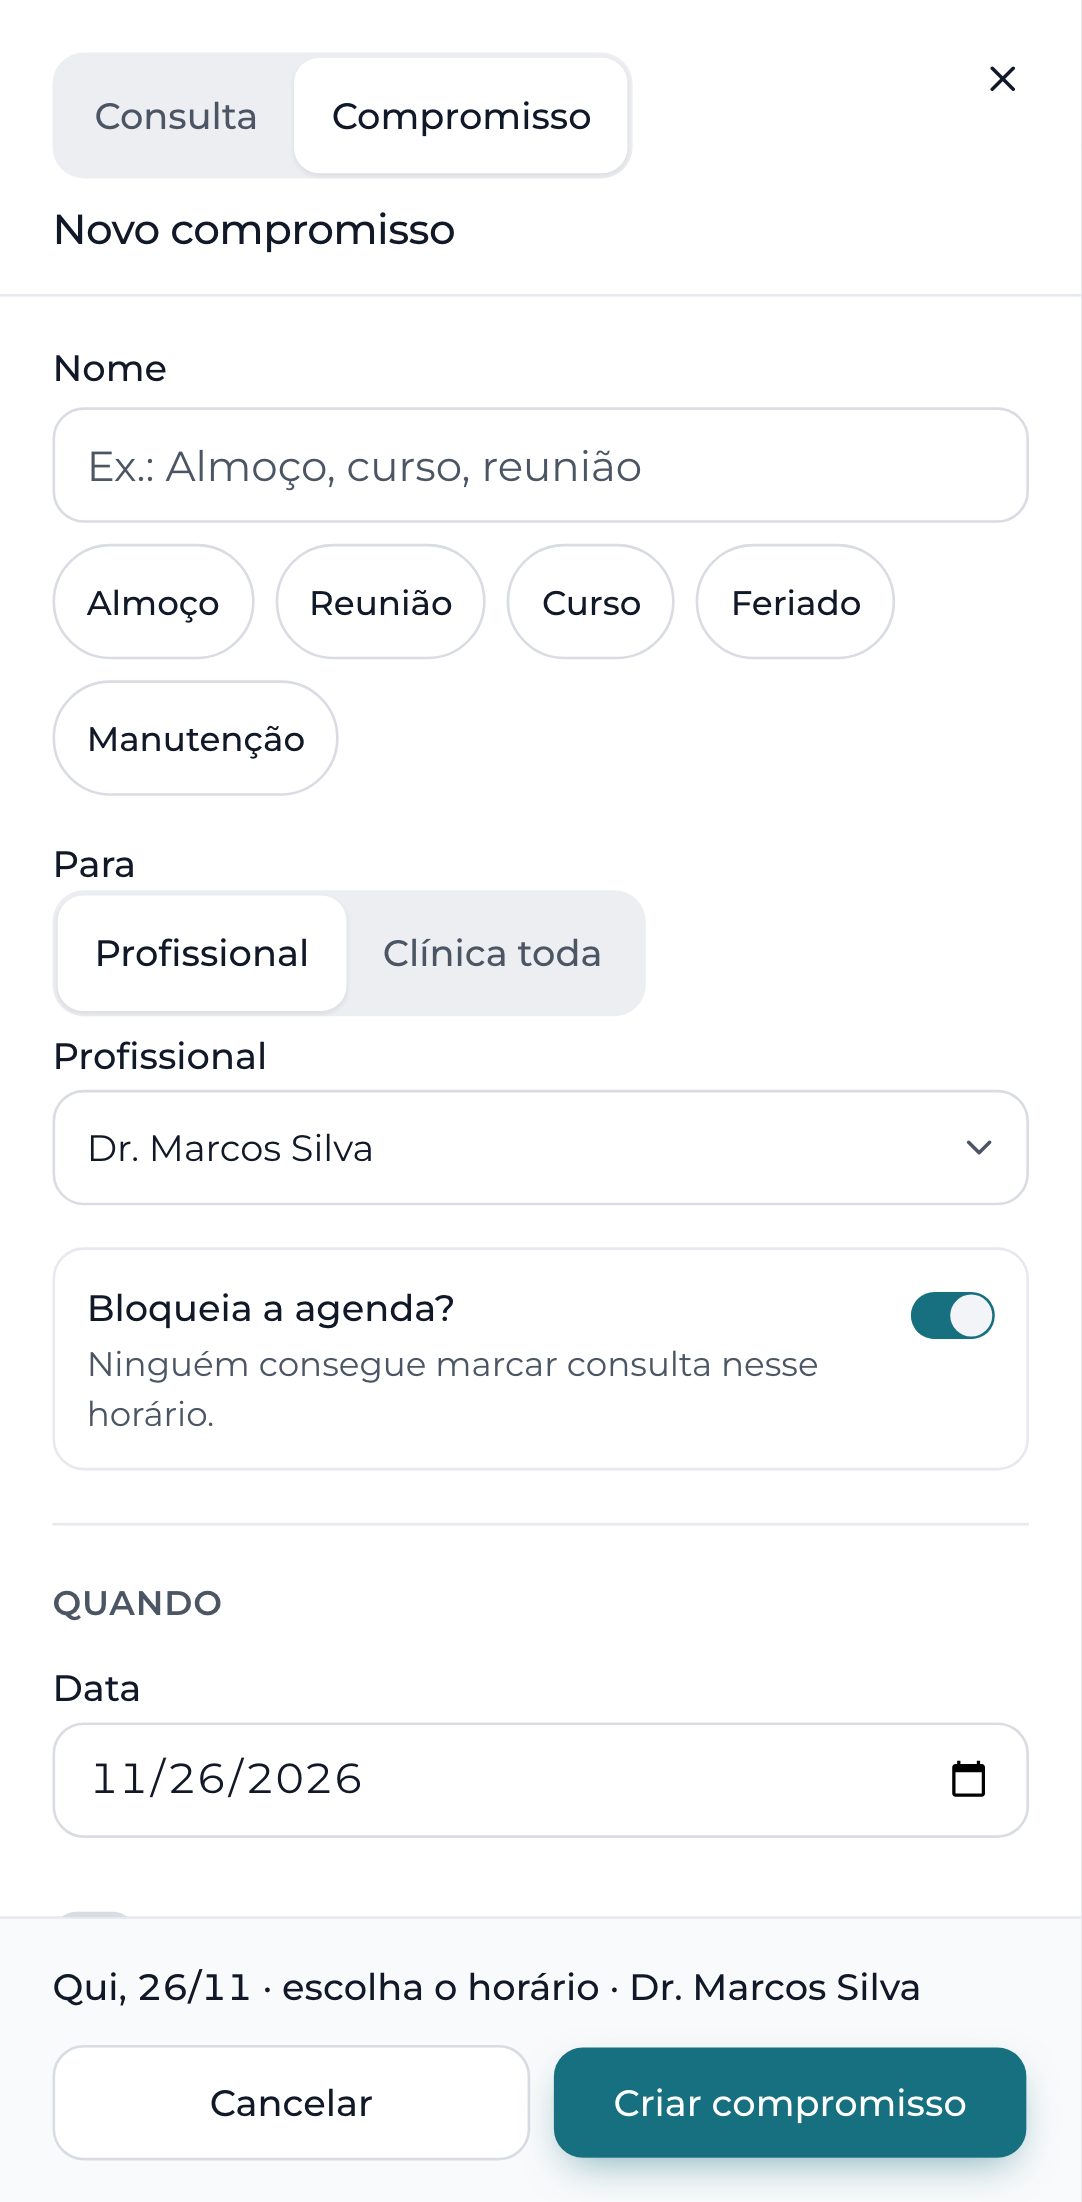 Consulta Compromisso
Novo compromisso
Nome
Ex.: Almoço, curso, reunião
Almoço Reunião Curso Feriado
Manutenção
Para
Profissional Clínica toda
Profissional
Dr. Marcos Silva
Bloqueia a agenda?
Ninguém consegue marcar consulta nesse
horário.
QUANDO
Data
11/26/2026
Qui, 26/11 · escolha o horário · Dr. Marcos Silva
Cancelar Criar compromisso